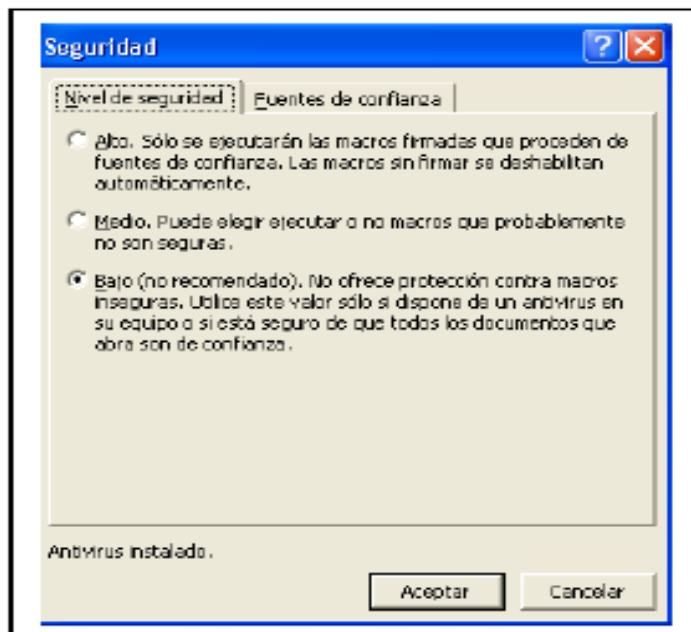 Seguridad
Nivel de seguridad
Fuentes de confianza
Alto. Sólo se ejecutarán las macros firmadas que proceden de
fuentes de confianza. Las macros sin firmar se deshabilitan
automáticamente.
Medio. Puede elegir ejecutar o no macros que probablemente
no son seguras.
Bajo (no recomendado). No ofrece protección contra macros
inseguras. Utilice este valor sólo si dispone de un antivirus en
su equipo o si está seguro de que todos los documentos que
abra son de confianza.
Antivirus instalado.
Aceptar
Cancelar